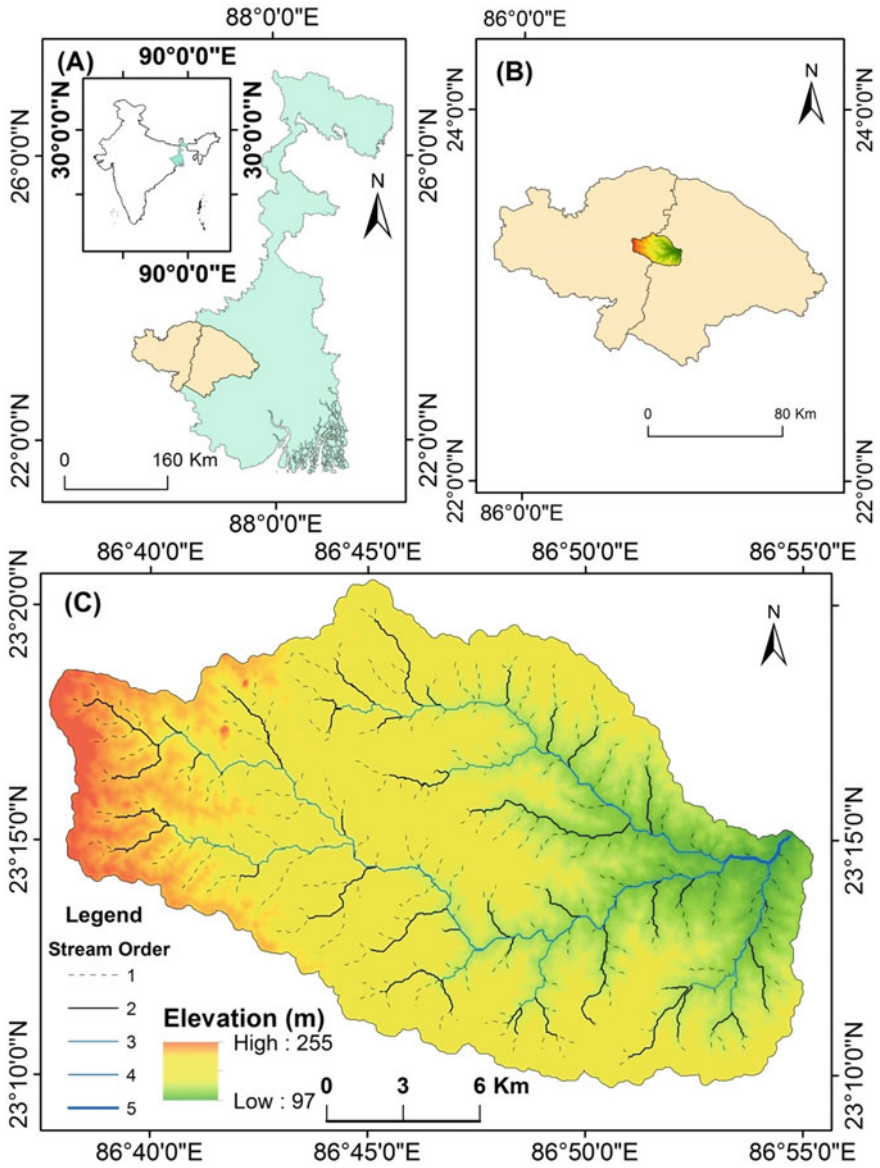 88°0'0"E
(A)
90°0'0"E
30°0'0"N
30°0'0"N
90°0'0"E
26°0'0"N
26°0'0"N
N
22°0'0"N
22°0'0"N
0 160 Km
88°0'0"E
86°0'0"E
(B)
N
24°0'0"N
24°0'0"N
0 80 Km
22°0'0"N
22°0'0"N
86°0'0"E
86°40'0"E 86°45'0"E 86°50'0"E 86°55'0"E
(C)
N
23°20'0"N
23°20'0"N
23°15'0"N
23°15'0"N
23°10'0"N
23°10'0"N
Legend
Stream Order
1
2
3
4
5
Elevation (m)
High : 255
Low : 97
0 3 6 Km
86°40'0"E 86°45'0"E 86°50'0"E 86°55'0"E